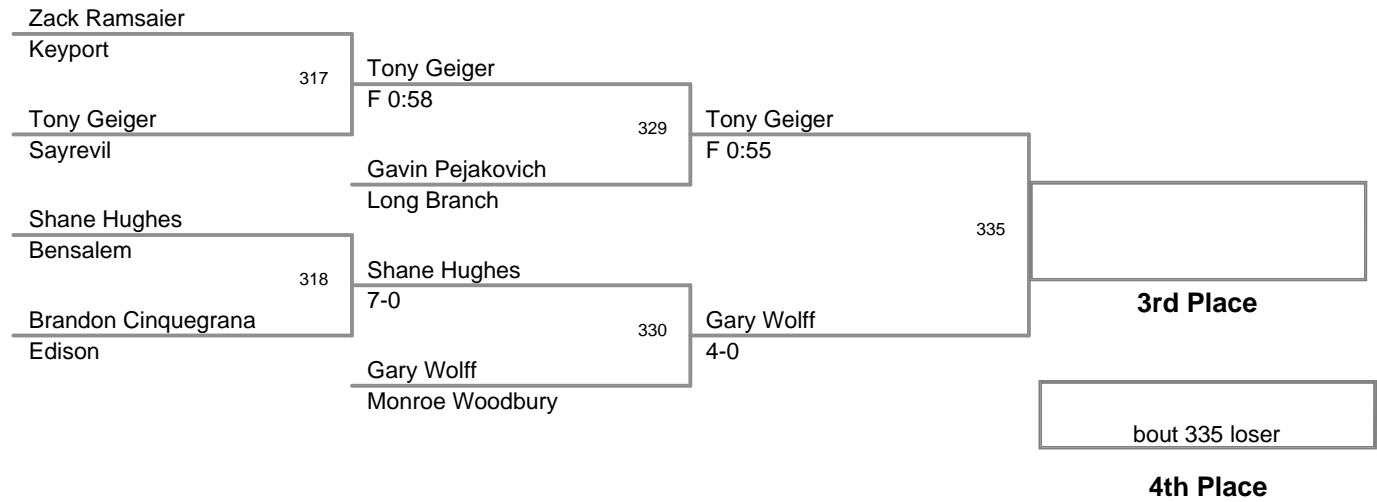 Zack Ramsaier
Keyport
317
Tony Geiger
F 0:58
Tony Geiger
Sayrevil
329
Tony Geiger
F 0:55
Gavin Pejakovich
Long Branch
Shane Hughes
Bensalem
335
318
Shane Hughes
7-0
3rd Place
Brandon Cinquegrana
Edison
330
Gary Wolff
4-0
Gary Wolff
Monroe Woodbury
bout 335 loser
4th Place